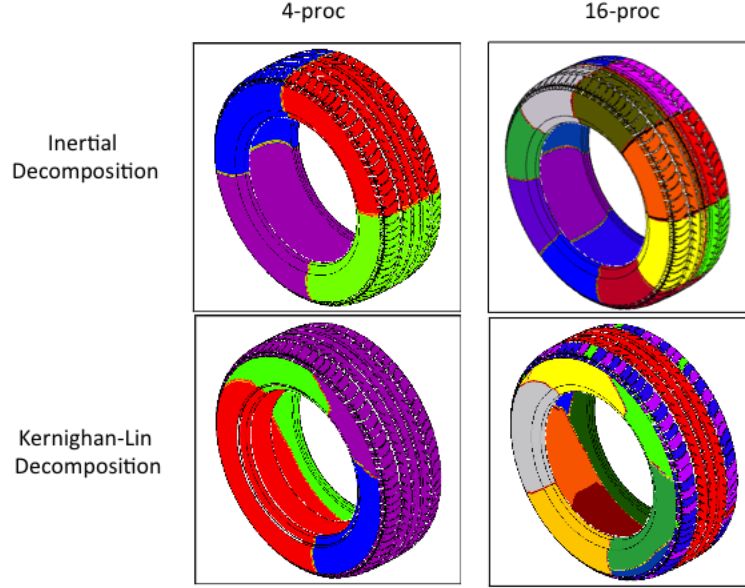 4-proc
16-proc
Inertial
Decomposition
Kernighan-Lin
Decomposition